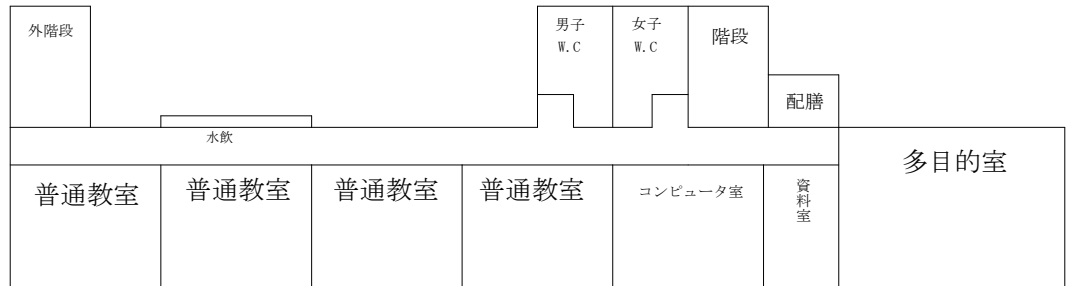 外階段
男子
W.C
女子
W.C
階段
配膳
水飲
多目的室
普通教室
普通教室
普通教室
普通教室
コンピュータ室
資料室